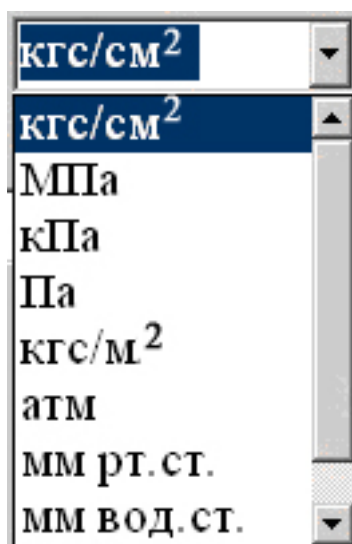 кгс/см²
кгс/см²
МПа
кПа
Па
кгс/м²
атм
мм рт.ст.
мм вод.ст.